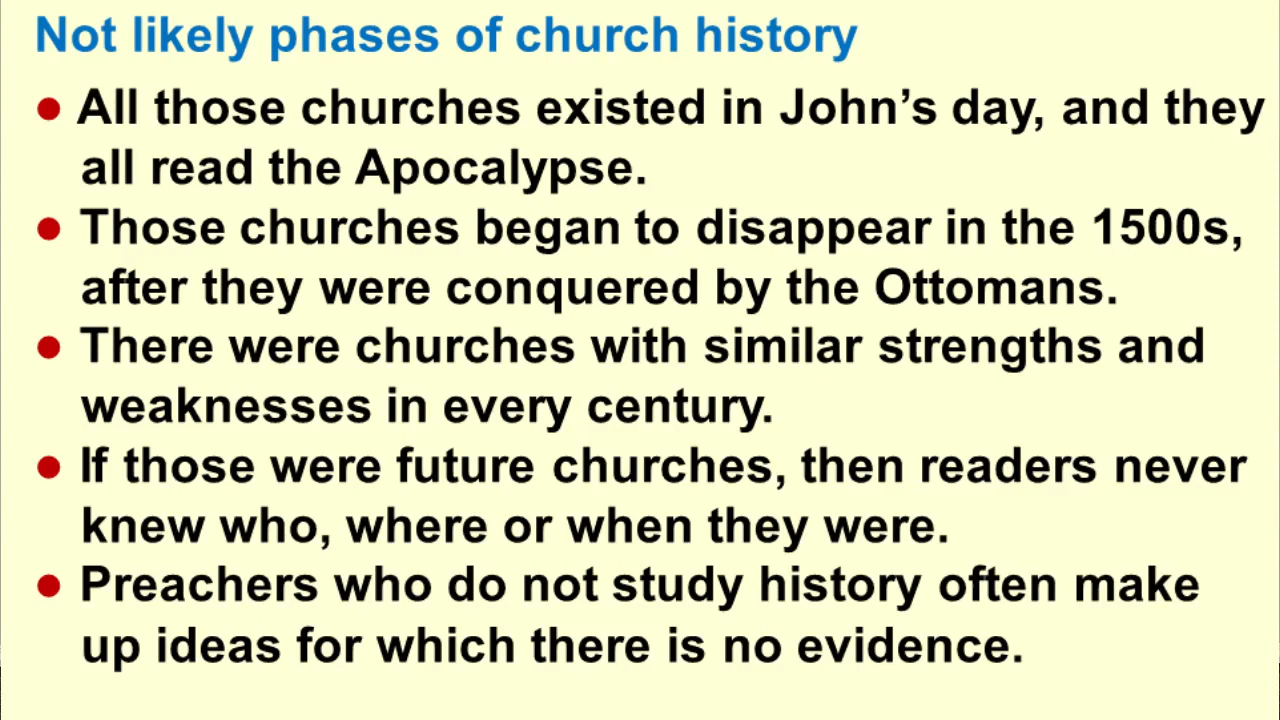 Not likely phases of church history
● All those churches existed in John’s day, and they
all read the Apocalypse.
● Those churches began to disappear in the 1500s,
after they were conquered by the Ottomans.
● There were churches with similar strengths and
weaknesses in every century.
● If those were future churches, then readers never
knew who, where or when they were.
● Preachers who do not study history often make
up ideas for which there is no evidence.